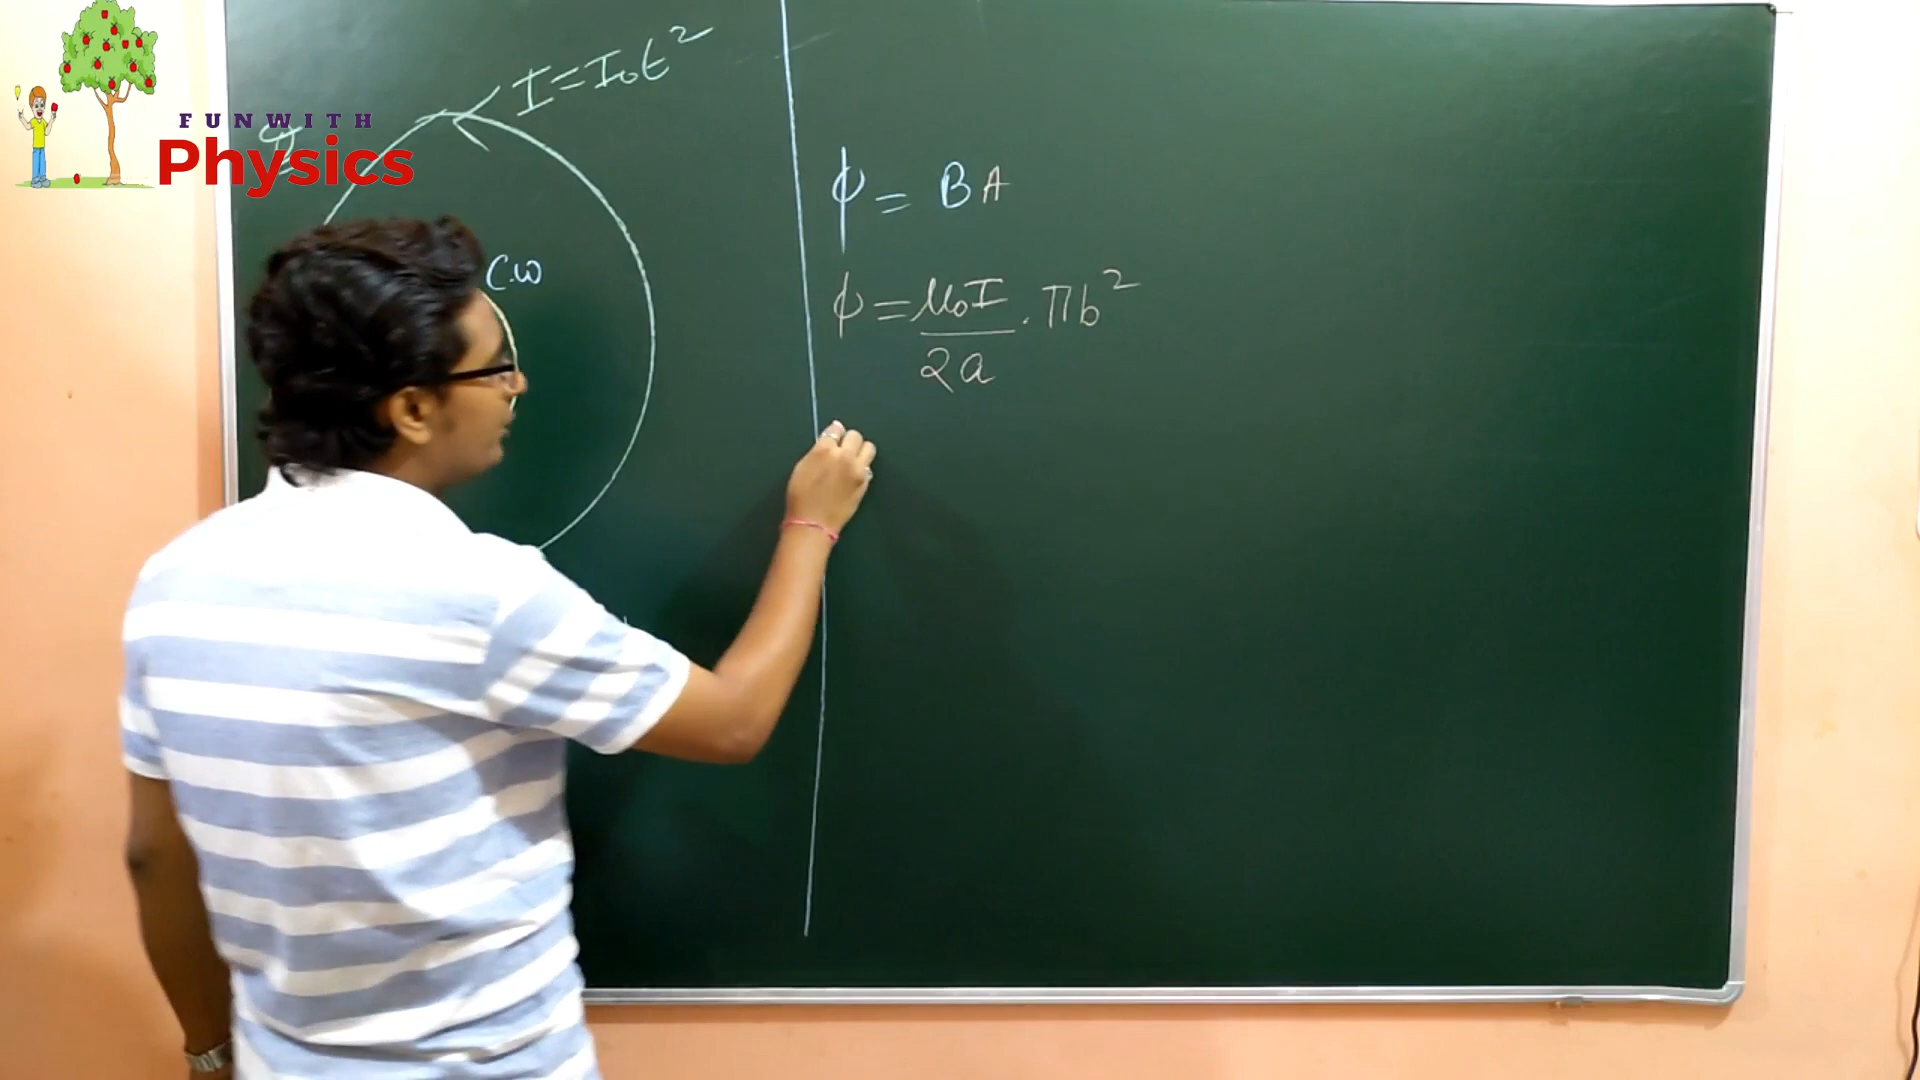 FUN WITH
Physics
I = I₀t²
C.W
ϕ = BA
ϕ = μ₀I / 2a . πb²